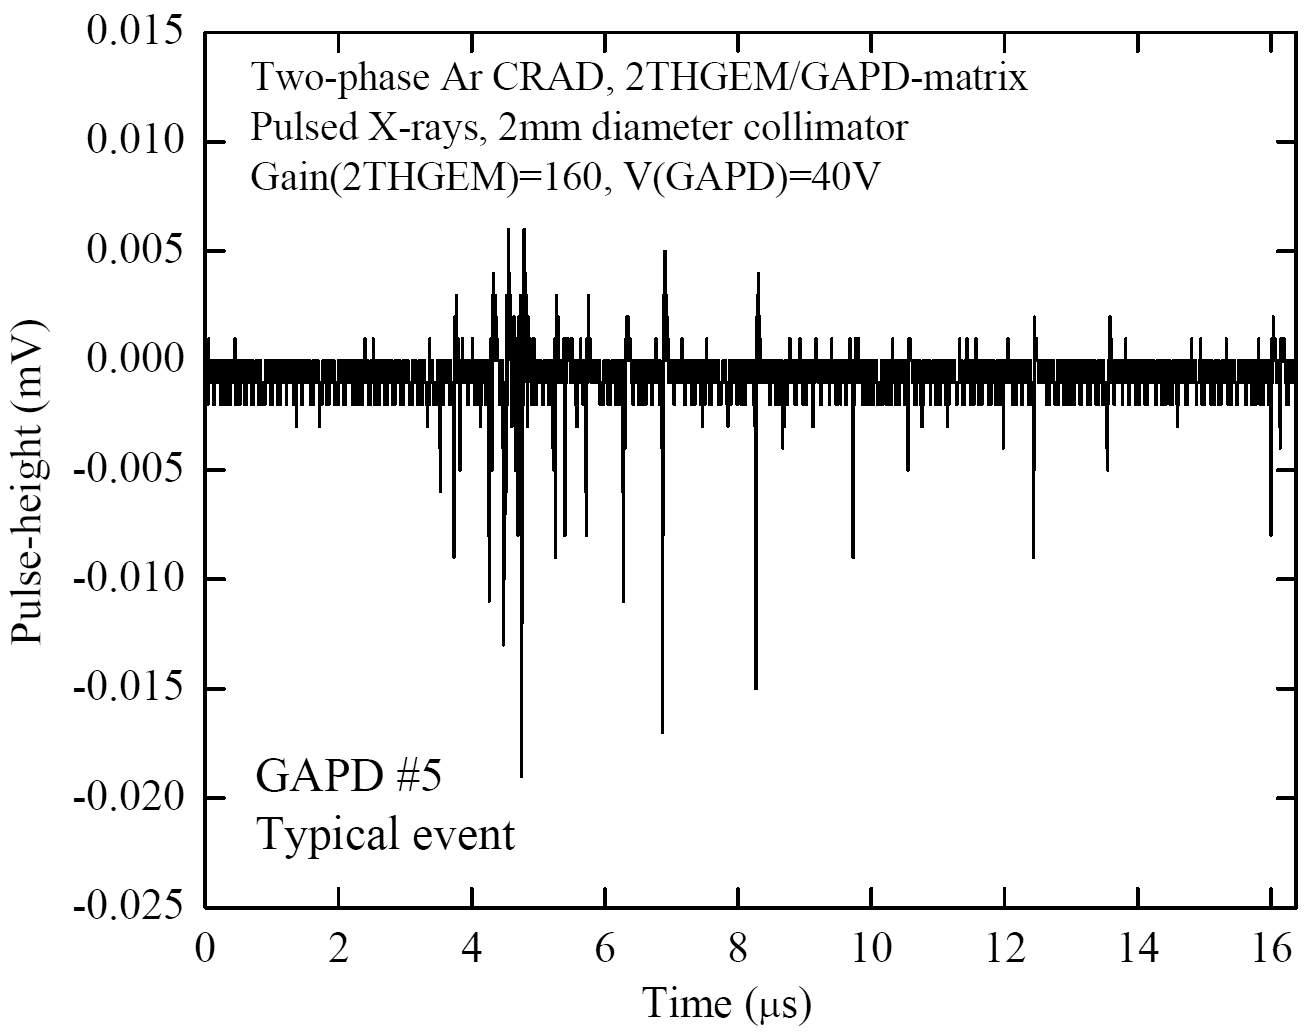 0.015
0.010
0.005
0.000
-0.005
-0.010
-0.015
-0.020
-0.025
Pulse-height (mV)
Two-phase Ar CRAD, 2THGEM/GAPD-matrix
Pulsed X-rays, 2mm diameter collimator
Gain(2THGEM)=160, V(GAPD)=40V
GAPD #5
Typical event
0 2 4 6 8 10 12 14 16
Time (μs)